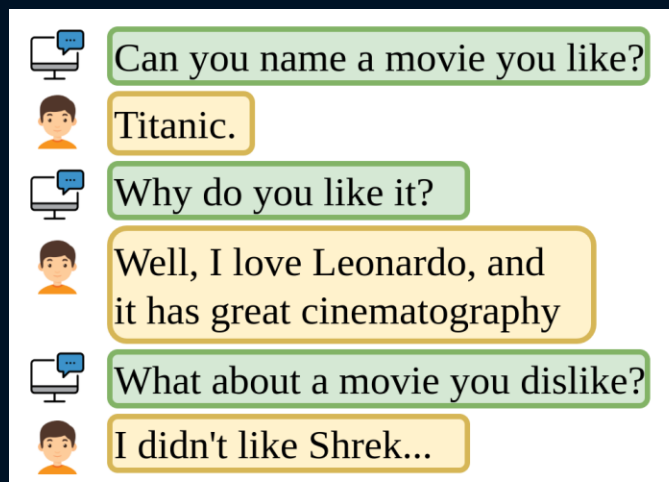 Can you name a movie you like?
Titanic.
Why do you like it?
Well, I love Leonardo, and
it has great cinematography
What about a movie you dislike?
I didn't like Shrek...